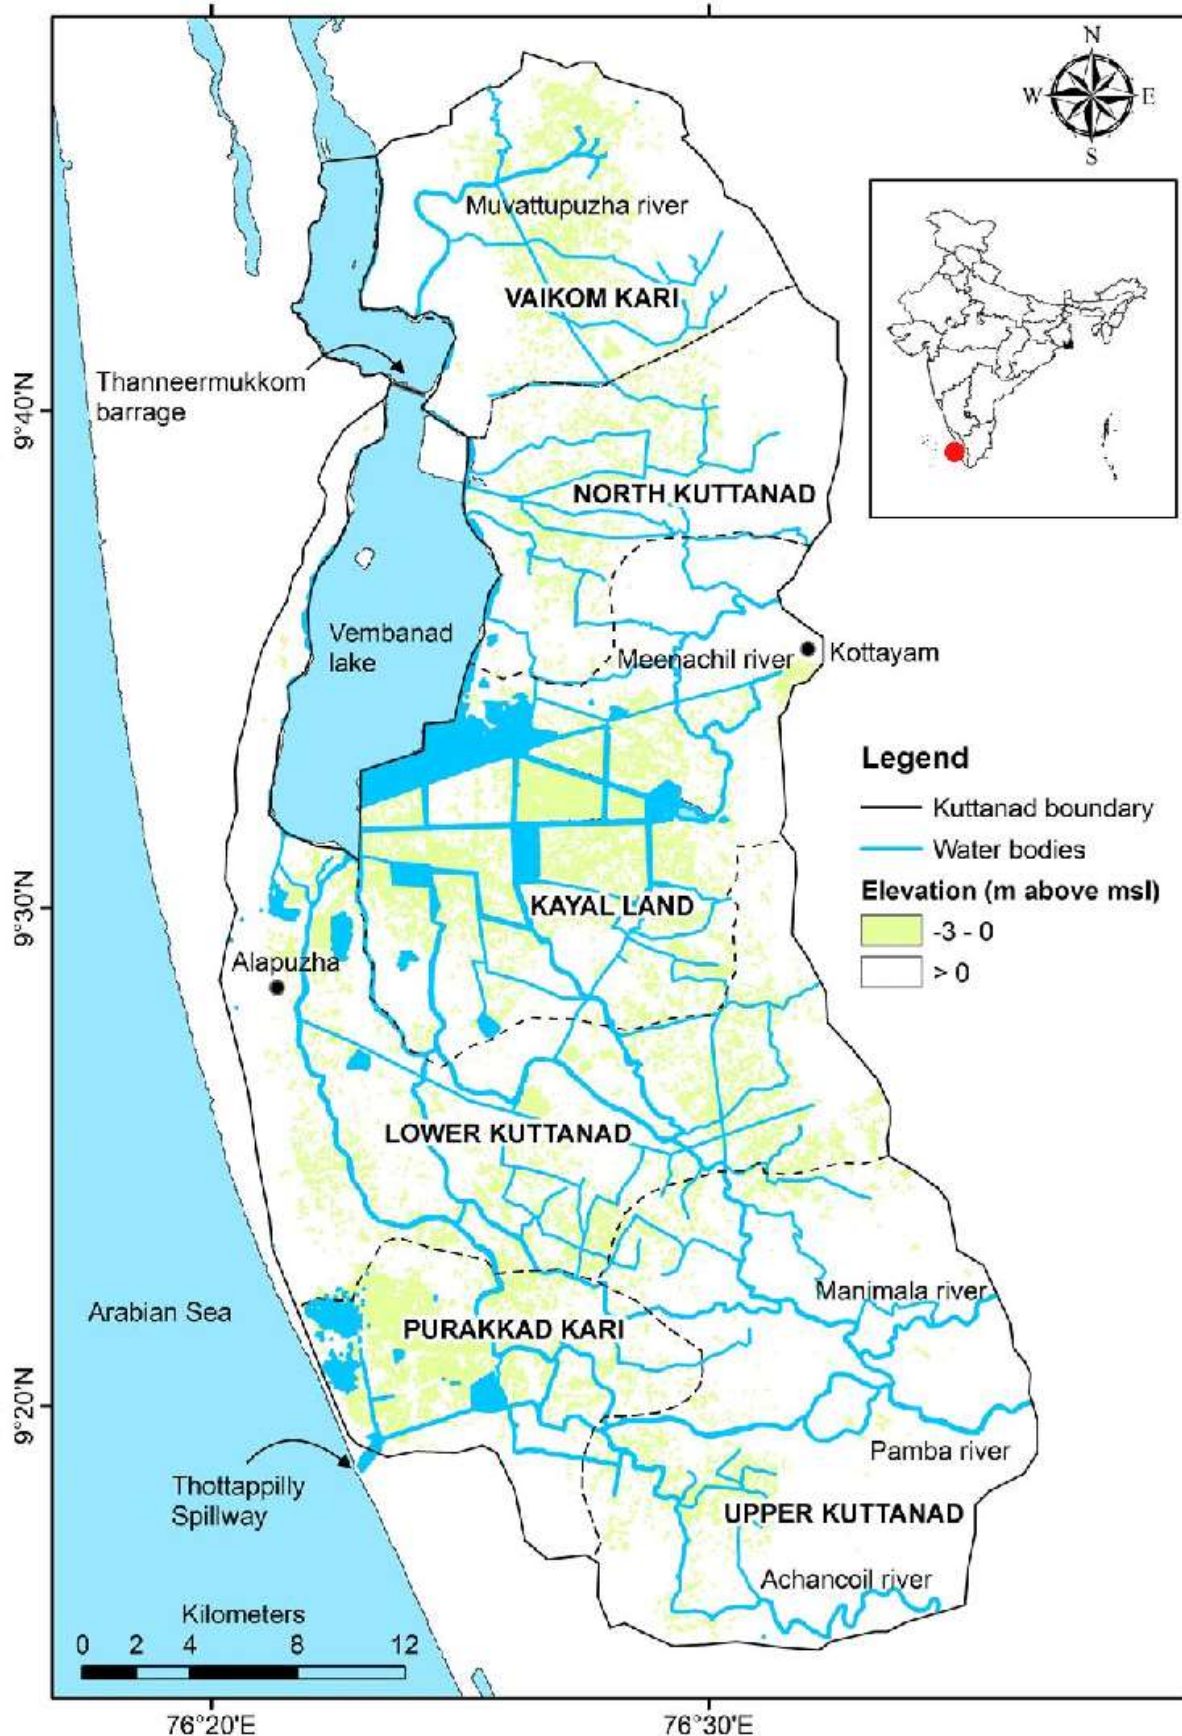 N
W
E
S
Muvattupuzha river
VAIKOM KARI
Thanneermukkom
barrage
9°40'N
NORTH KUTTANAD
Vembanad
lake
Meenachil river
Kottayam
Legend
Kuttanad boundary
Water bodies
Elevation (m above msl)
-3 - 0
> 0
9°30'N
KAYAL LAND
Alapuzha
LOWER KUTTANAD
Manimala river
Arabian Sea
PURAKKAD KARI
9°20'N
Pamba river
Thottappilly
Spillway
UPPER KUTTANAD
Achancoil river
Kilometers
0 2 4 8 12
76°20'E
76°30'E